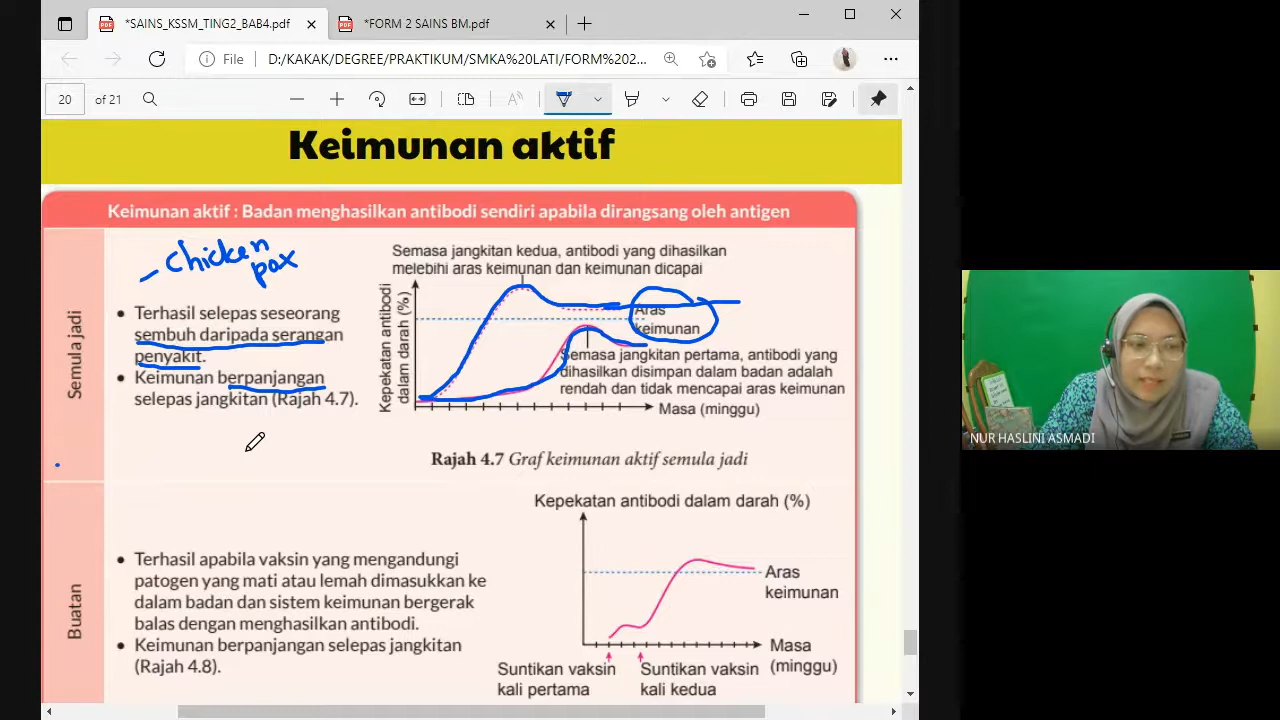 *SAINS_KSSM_TING2_BAB4.pdf
*FORM 2 SAINS BM.pdf
File
D:/KAKAK/DEGREE/PRAKTIKUM/SMKA%20LATI/FORM%202...
20 of 21
Keimunan aktif
Keimunan aktif : Badan menghasilkan antibodi sendiri apabila dirangsang oleh antigen
Semula jadi
- chicken
pox
• Terhasil selepas seseorang
sembuh daripada serangan
penyakit.
• Keimunan berpanjangan
selepas jangkitan (Rajah 4.7).
Semasa jangkitan kedua, antibodi yang dihasilkan
melebihi aras keimunan dan keimunan dicapai
Kepekatan antibodi
dalam darah (%)
Aras
keimunan
Semasa jangkitan pertama, antibodi yang
dihasilkan disimpan dalam badan adalah
rendah dan tidak mencapai aras keimunan
Masa (minggu)
Rajah 4.7 Graf keimunan aktif semula jadi
Buatan
• Terhasil apabila vaksin yang mengandungi
patogen yang mati atau lemah dimasukkan ke
dalam badan dan sistem keimunan bergerak
balas dengan menghasilkan antibodi.
• Keimunan berpanjangan selepas jangkitan
(Rajah 4.8).
Kepekatan antibodi dalam darah (%)
Aras
keimunan
Masa
(minggu)
Suntikan vaksin
kali pertama
Suntikan vaksin
kali kedua
NUR HASLINI ASMADI